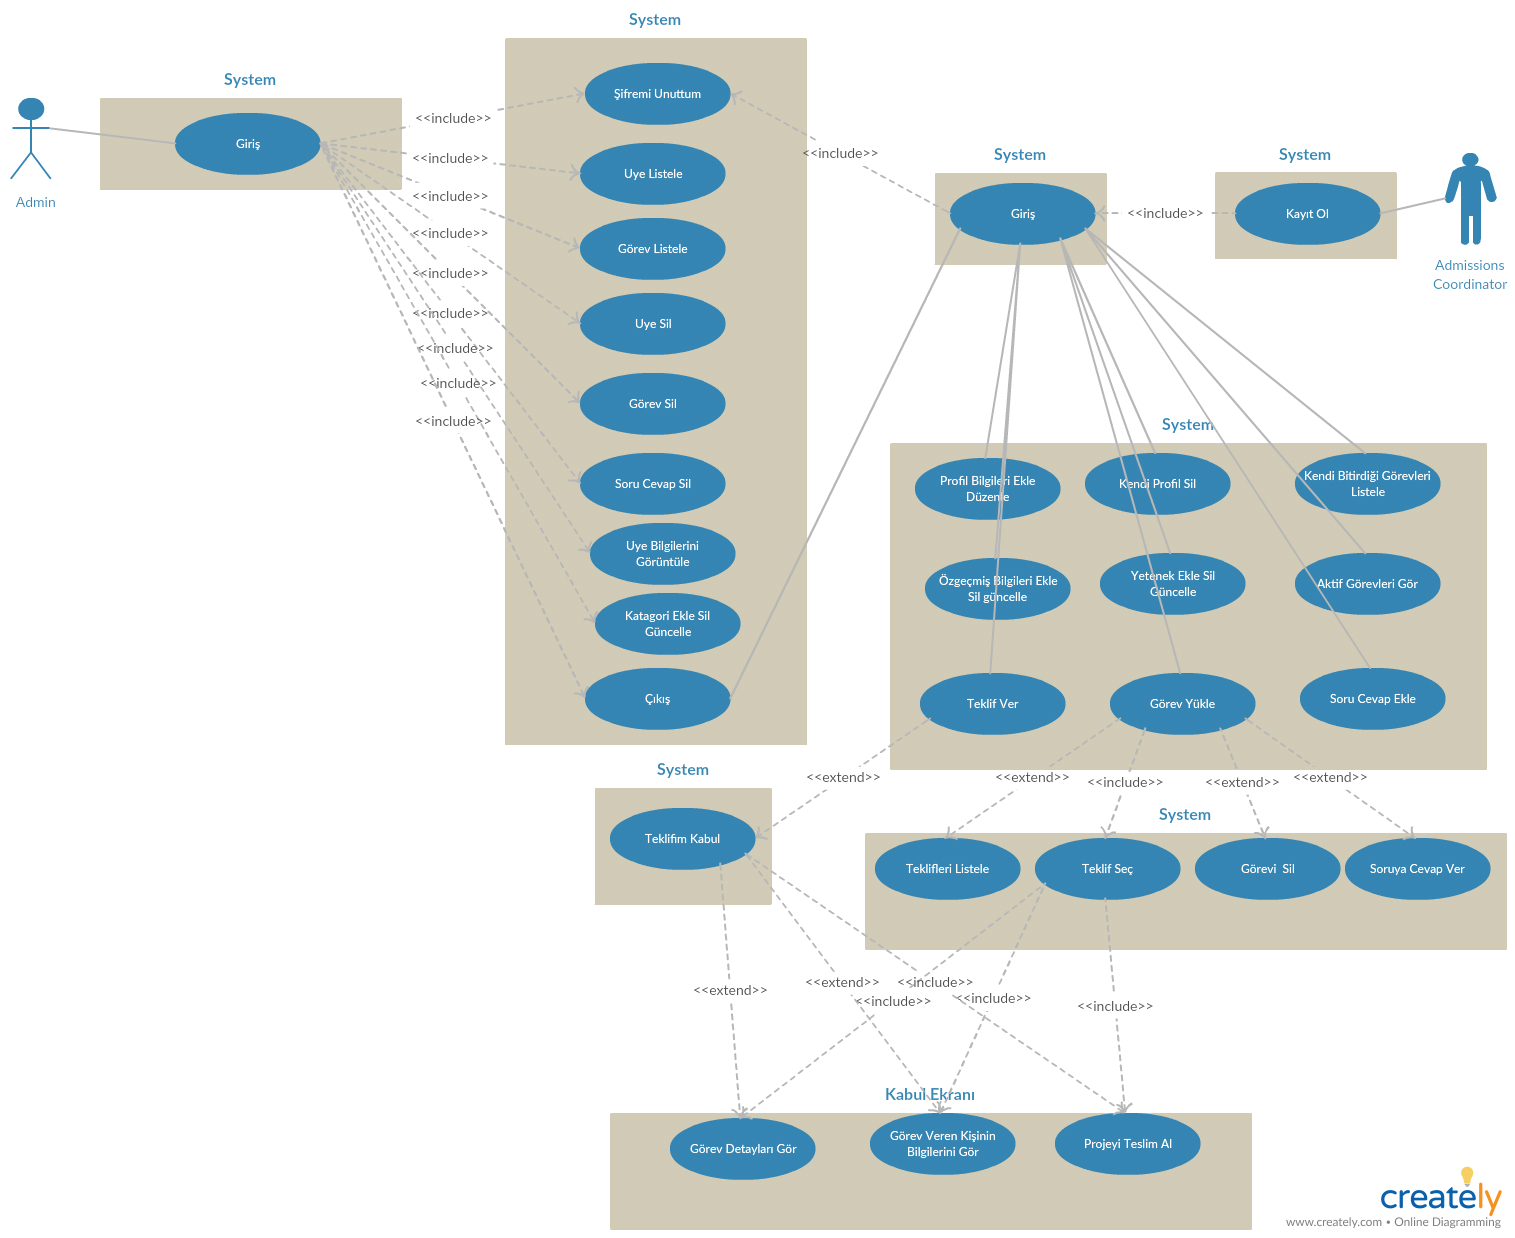 System
System
Şifremi Unuttum
<<include>>
Giriş
Admin
<<include>>
<<include>>
<<include>>
<<include>>
<<include>>
<<include>>
<<include>>
<<include>>
Uye Listele
Görev Listele
Uye Sil
Görev Sil
Soru Cevap Sil
Uye Bilgilerini
Görüntüle
Katagori Ekle Sil
Güncelle
Çıkış
<<include>>
System
Giriş
<<include>>
System
Kayıt Ol
Admissions
Coordinator
System
Profil Bilgileri Ekle
Düzenle
Kendi Profil Sil
Kendi Bitirdiği Görevleri
Listele
Özgeçmiş Bilgileri Ekle
Sil güncelle
Yetenek Ekle Sil
Güncelle
Aktif Görevleri Gör
Teklif Ver
Görev Yükle
Soru Cevap Ekle
<<extend>>
<<extend>>
<<include>>
<<extend>>
<<extend>>
System
Teklifim Kabul
System
Teklifleri Listele
Teklif Seç
Görevi Sil
Soruya Cevap Ver
<<extend>>
<<extend>>
<<include>>
<<include>>
<<include>>
<<include>>
Kabul Ekranı
Görev Detayları Gör
Görev Veren Kişinin
Bilgilerini Gör
Projeyi Teslim Al
creately
www.creately.com • Online Diagramming